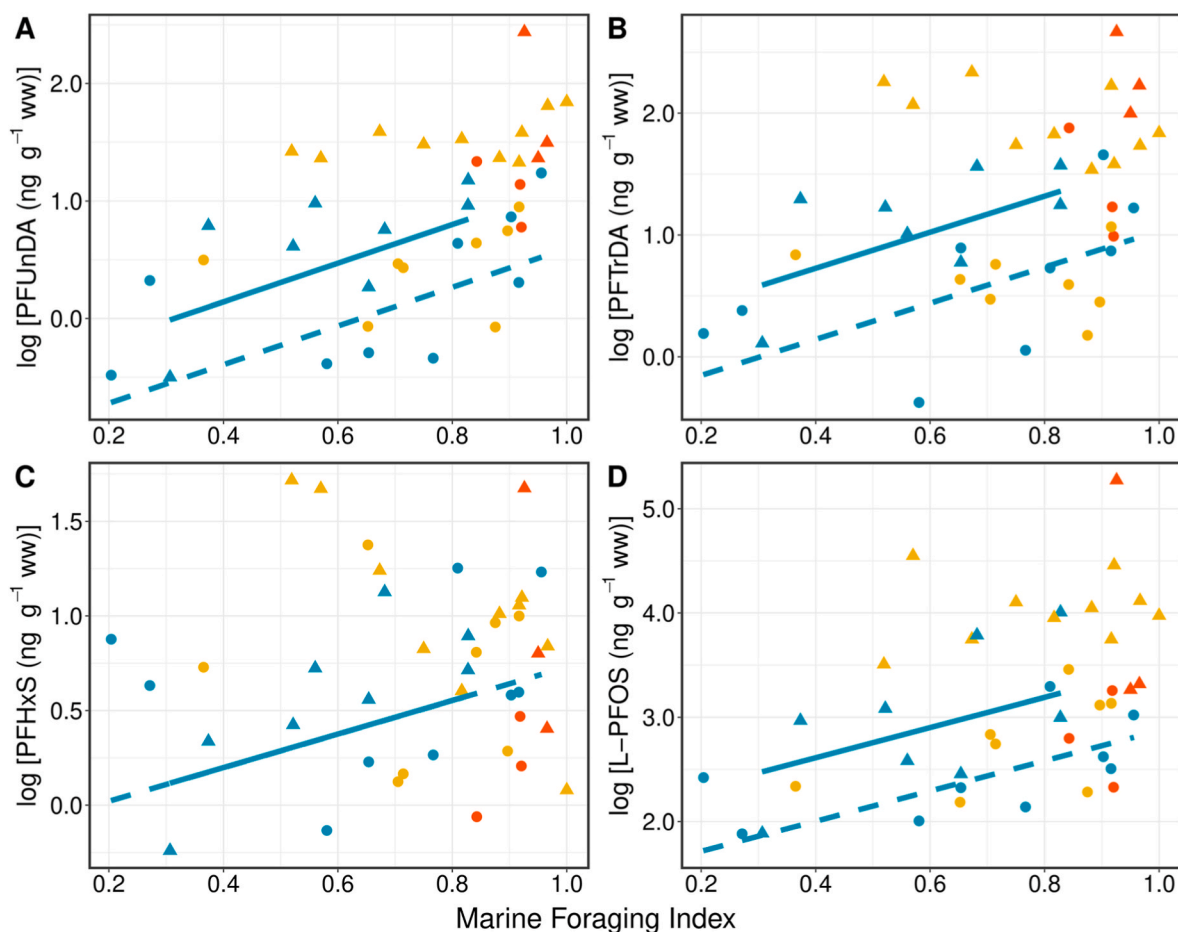 A
B
log [PFUnDA (ng g⁻¹ ww)]
2.0
1.0
0.0
0.2 0.4 0.6 0.8 1.0
log [PFTrDA (ng g⁻¹ ww)]
2.0
1.0
0.0
0.2 0.4 0.6 0.8 1.0
C
D
log [PFHxS (ng g⁻¹ ww)]
1.5
1.0
0.5
0.0
0.2 0.4 0.6 0.8 1.0
log [L−PFOS (ng g⁻¹ ww)]
5.0
4.0
3.0
2.0
0.2 0.4 0.6 0.8 1.0
Marine Foraging Index